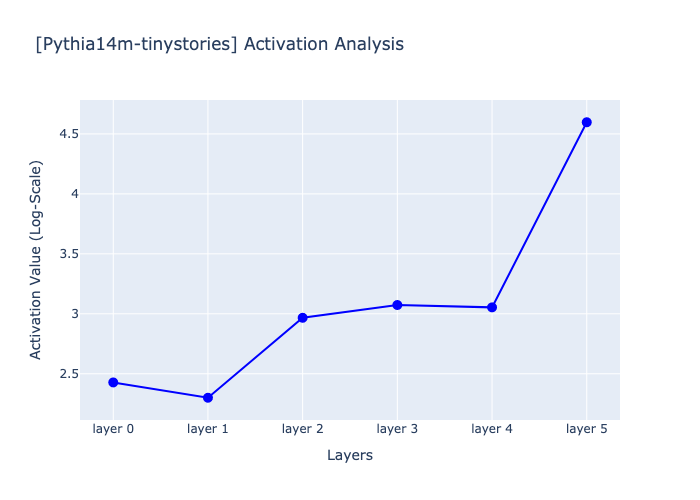 [Pythia14m-tinystories] Activation Analysis
Activation Value (Log-Scale)
4.5
4
3.5
3
2.5
layer 0 layer 1 layer 2 layer 3 layer 4 layer 5
Layers